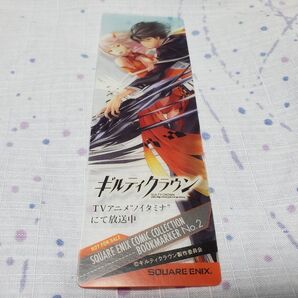 ギルティクラウン
TVアニメ"ノイタミナ"
にて放送中
NOT FOR SALE
SQUARE ENIX COMIC COLLECTION
BOOKMARKER No.2
©ギルティクラウン製作委員会
SQUARE ENIX.